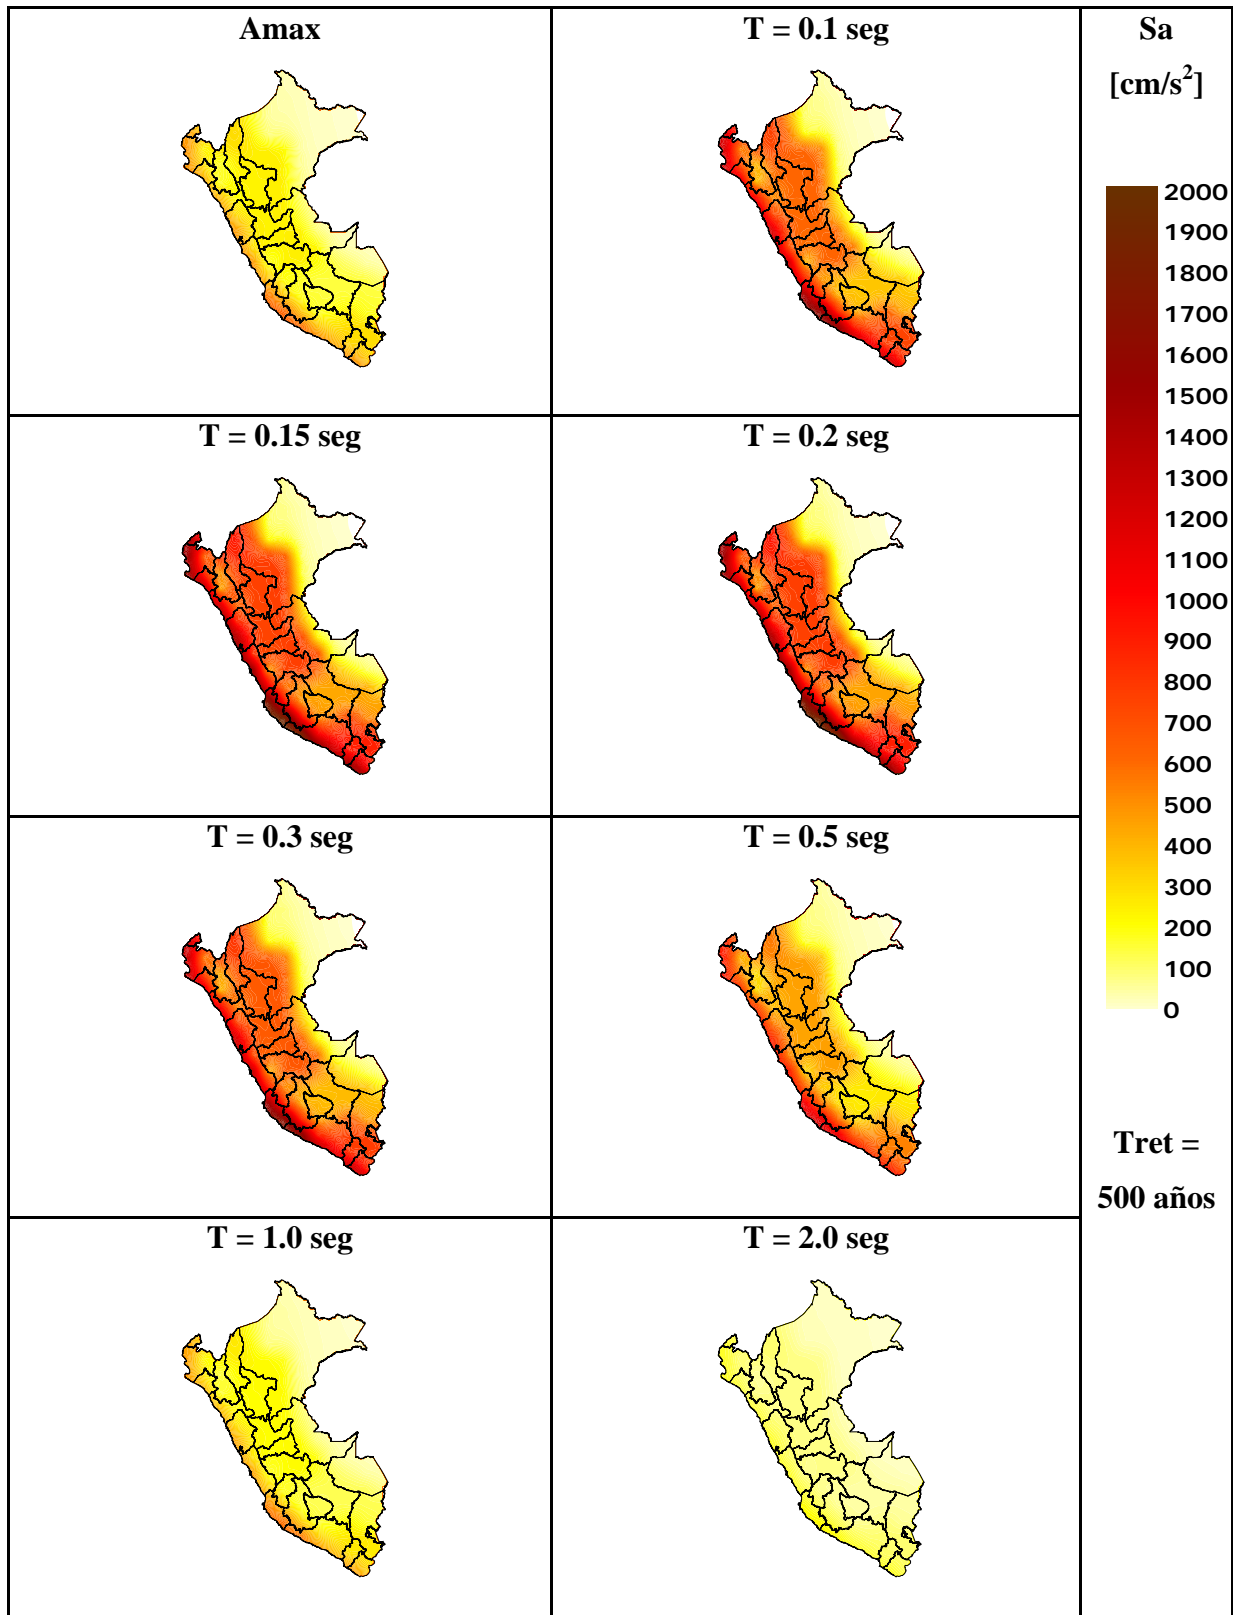 Amax
T = 0.1 seg
Sa
[cm/s²]
2000
1900
1800
1700
1600
1500
1400
1300
1200
1100
1000
900
800
700
600
500
400
300
200
100
0
T = 0.15 seg
T = 0.2 seg
T = 0.3 seg
T = 0.5 seg
Tret =
500 años
T = 1.0 seg
T = 2.0 seg